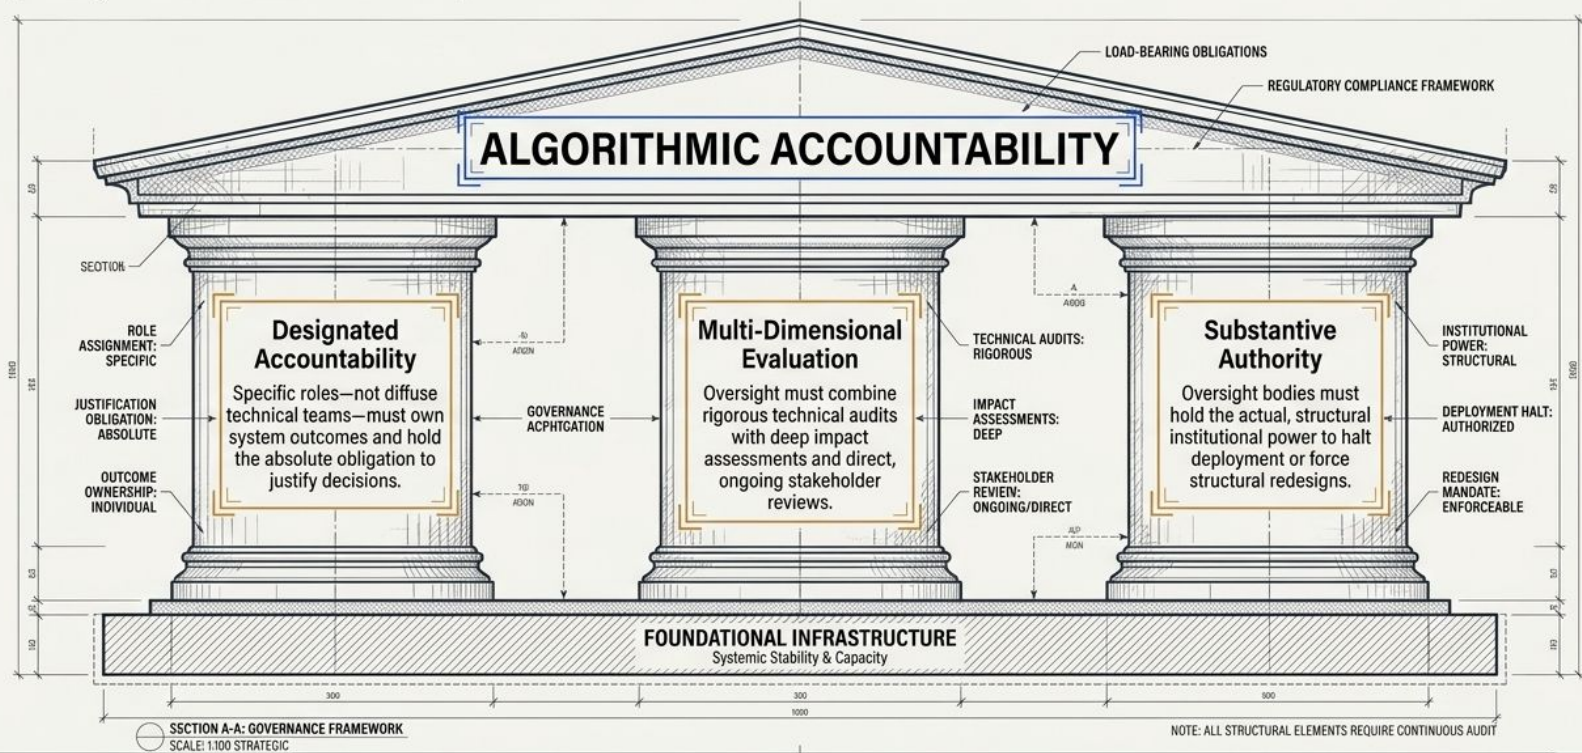 LOAD-BEARING OBLIGATIONS
REGULATORY COMPLIANCE FRAMEWORK
ALGORITHMIC ACCOUNTABILITY
ROLE
ASSIGNMENT:
SPECIFIC
JUSTIFICATION
OBLIGATION:
ABSOLUTE
OUTCOME
OWNERSHIP:
INDIVIDUAL
Designated
Accountability
Specific roles—not diffuse
technical teams—must own
system outcomes and hold
the absolute obligation to
justify decisions.
GOVERNANCE
ACPHTGATION
Multi-Dimensional
Evaluation
Oversight must combine
rigorous technical audits
with deep impact
assessments and direct,
ongoing stakeholder
reviews.
TECHNICAL AUDITS:
RIGOROUS
IMPACT
ASSESSMENTS:
DEEP
STAKEHOLDER
REVIEW:
ONGOING/DIRECT
Substantive
Authority
Oversight bodies must
hold the actual, structural
institutional power to halt
deployment or force
structural redesigns.
INSTITUTIONAL
POWER:
STRUCTURAL
DEPLOYMENT HALT:
AUTHORIZED
REDESIGN
MANDATE:
ENFORCEABLE
FOUNDATIONAL INFRASTRUCTURE
Systemic Stability & Capacity
300
300
500
1000
SSCTION A-A: GOVERNANCE FRAMEWORK
SCALE: 1:100 STRATEGIC
NOTE: ALL STRUCTURAL ELEMENTS REQUIRE CONTINUOUS AUDIT